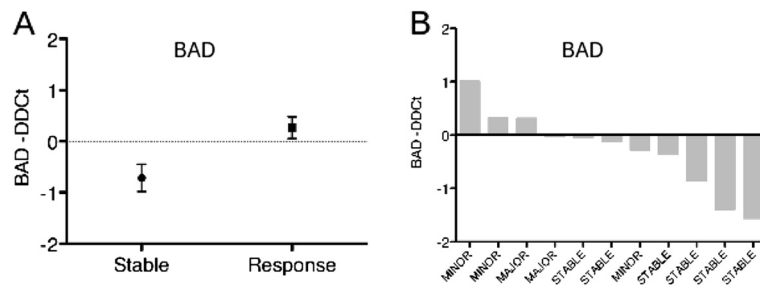 A
BAD
BAD -DDCt
2
1
0
-1
-2
Stable
Response
B
BAD
BAD -DDCt
2
1
0
-1
-2
MINOR
MINOR
MAJOR
MAJOR
STABLE
STABLE
MINOR
STABLE
STABLE
STABLE
STABLE